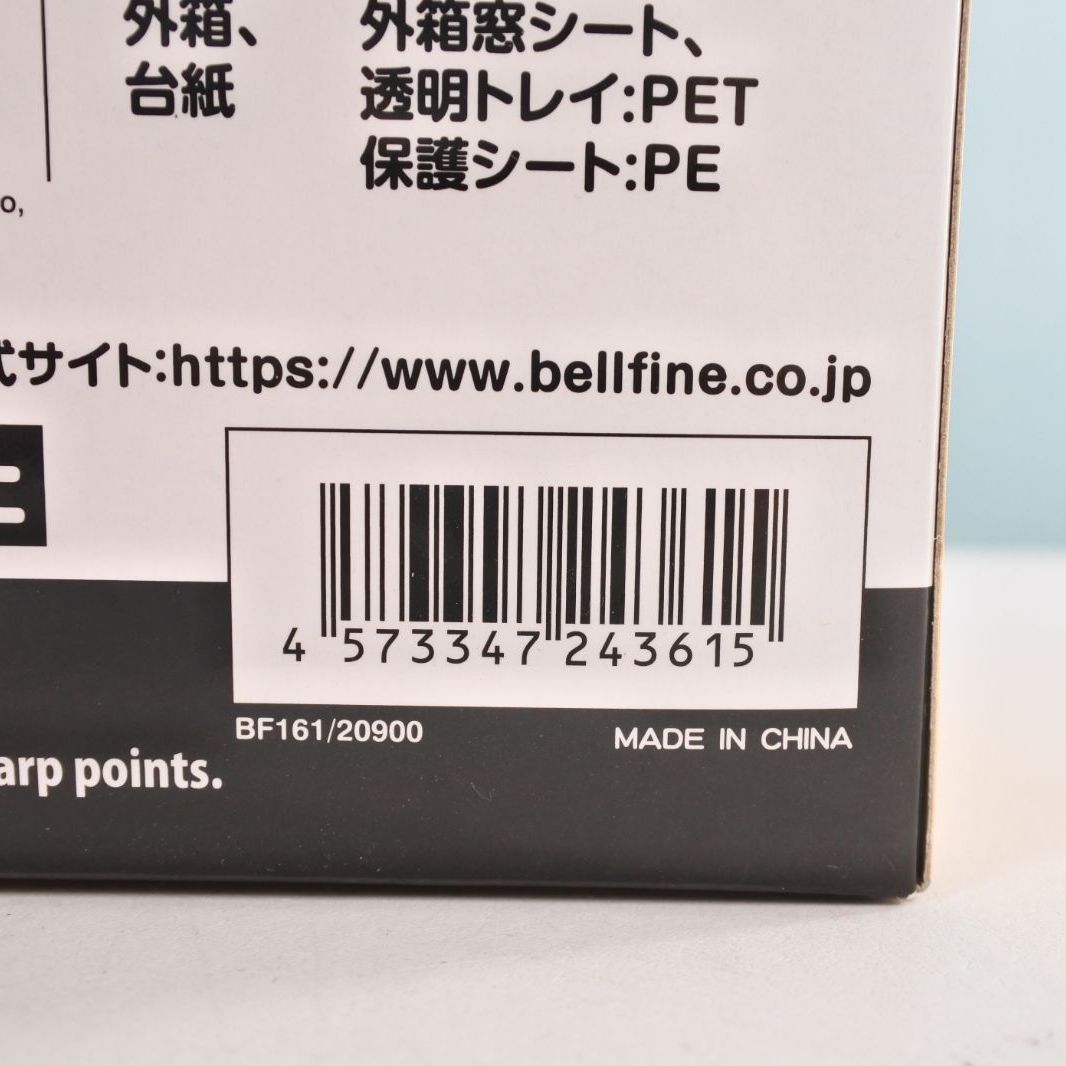 外箱、
台紙
外箱窓シート、
透明トレイ:PET
保護シート:PE
o,
式サイト:https://www.bellfine.co.jp
4 573347 243615
BF161/20900
MADE IN CHINA
arp points.